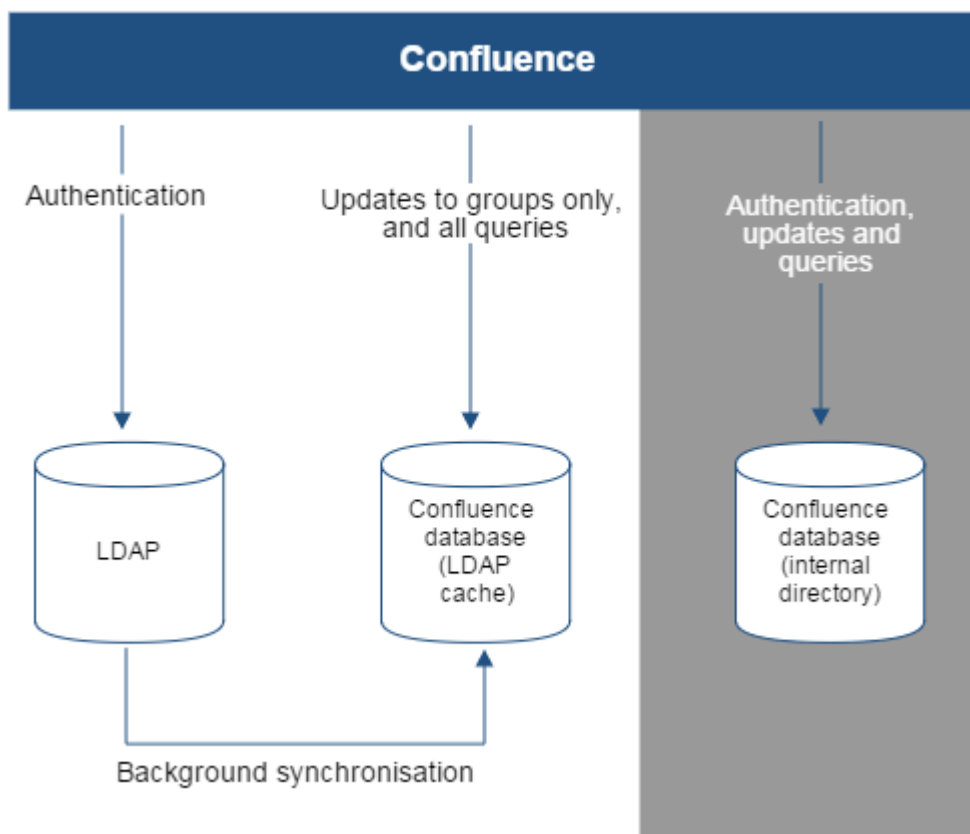 Confluence
Authentication
Updates to groups only,
and all queries
Authentication,
updates and
queries
LDAP
Confluence
database
(LDAP
cache)
Confluence
database
(internal
directory)
Background synchronisation